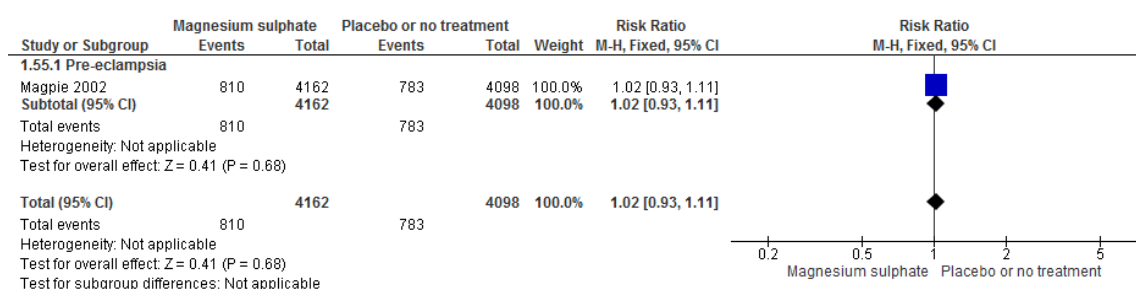 Magnesium sulphate Placebo or no treatment Risk Ratio Risk Ratio
Study or Subgroup Events Total Events Total Weight M-H, Fixed, 95% CI M-H, Fixed, 95% CI
1.55.1 Pre-eclampsia
Magpie 2002 810 4162 783 4098 100.0% 1.02 [0.93, 1.11]
Subtotal (95% CI) 4162 4098 100.0% 1.02 [0.93, 1.11]
Total events 810 783
Heterogeneity: Not applicable
Test for overall effect: Z = 0.41 (P = 0.68)
Total (95% CI) 4162 4098 100.0% 1.02 [0.93, 1.11]
Total events 810 783
Heterogeneity: Not applicable
Test for overall effect: Z = 0.41 (P = 0.68)
Test for subgroup differences: Not applicable
0.2 0.5 1 2 5
Magnesium sulphate Placebo or no treatment